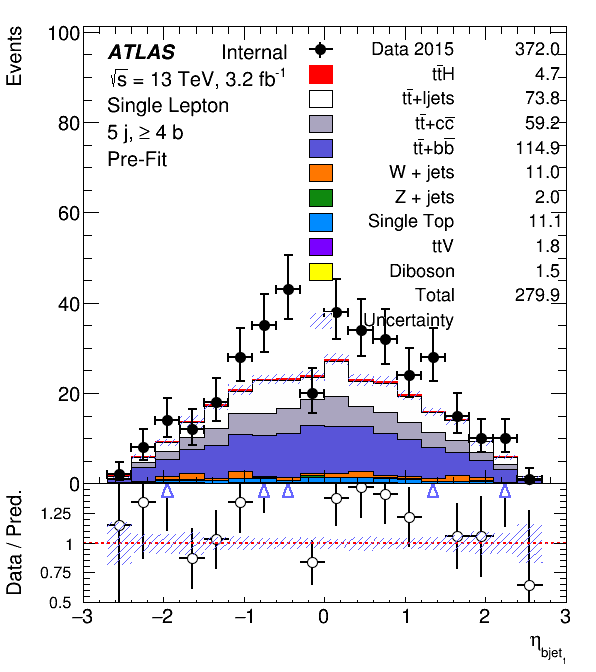 Events
100
80
60
40
20
0
ATLAS Internal
√s = 13 TeV, 3.2 fb⁻¹
Single Lepton
5 j, ≥ 4 b
Pre-Fit
Data 2015 372.0
tt̄H 4.7
tt̄+ljets 73.8
tt̄+cc̄ 59.2
tt̄+bb̄ 114.9
W + jets 11.0
Z + jets 2.0
Single Top 11.1
ttV 1.8
Diboson 1.5
Total 279.9
Uncertainty
Data / Pred.
1.25
1
0.75
0.5
−3 −2 −1 0 1 2 3
η_bjet₁